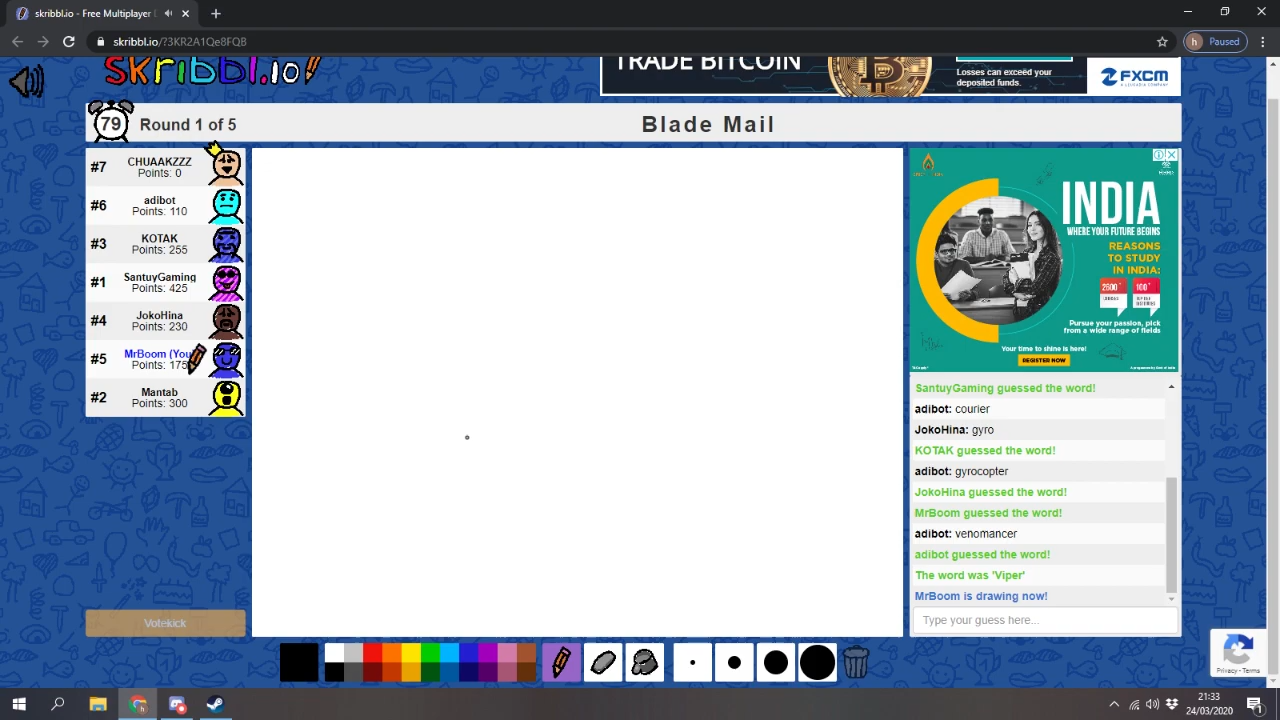 skribbl.io - Free Multiplayer
skribbl.io/?3KR2A1Qe8FQB
h Paused
skribbl.io
TRADE BITCOIN
Losses can exceed your
deposited funds.
FXCM
79
Round 1 of 5
Blade Mail
#7
CHUAAKZZZ
Points: 0
#6
adibot
Points: 110
#3
KOTAK
Points: 255
#1
SantuyGaming
Points: 425
#4
JokoHina
Points: 230
#5
MrBoom (You
Points: 175
#2
Mantab
Points: 300
Votekick
INDIA
WHERE YOUR FUTURE BEGINS
REASONS
TO STUDY
IN INDIA:
2600+
100+
Pursue your passion, pick
from a wide range of fields
Your time to shine is here!
REGISTER NOW
SantuyGaming guessed the word!
adibot: courier
JokoHina: gyro
KOTAK guessed the word!
adibot: gyrocopter
JokoHina guessed the word!
MrBoom guessed the word!
adibot: venomancer
adibot guessed the word!
The word was 'Viper'
MrBoom is drawing now!
Type your guess here...
Privacy - Terms
21:33
24/03/2020
1